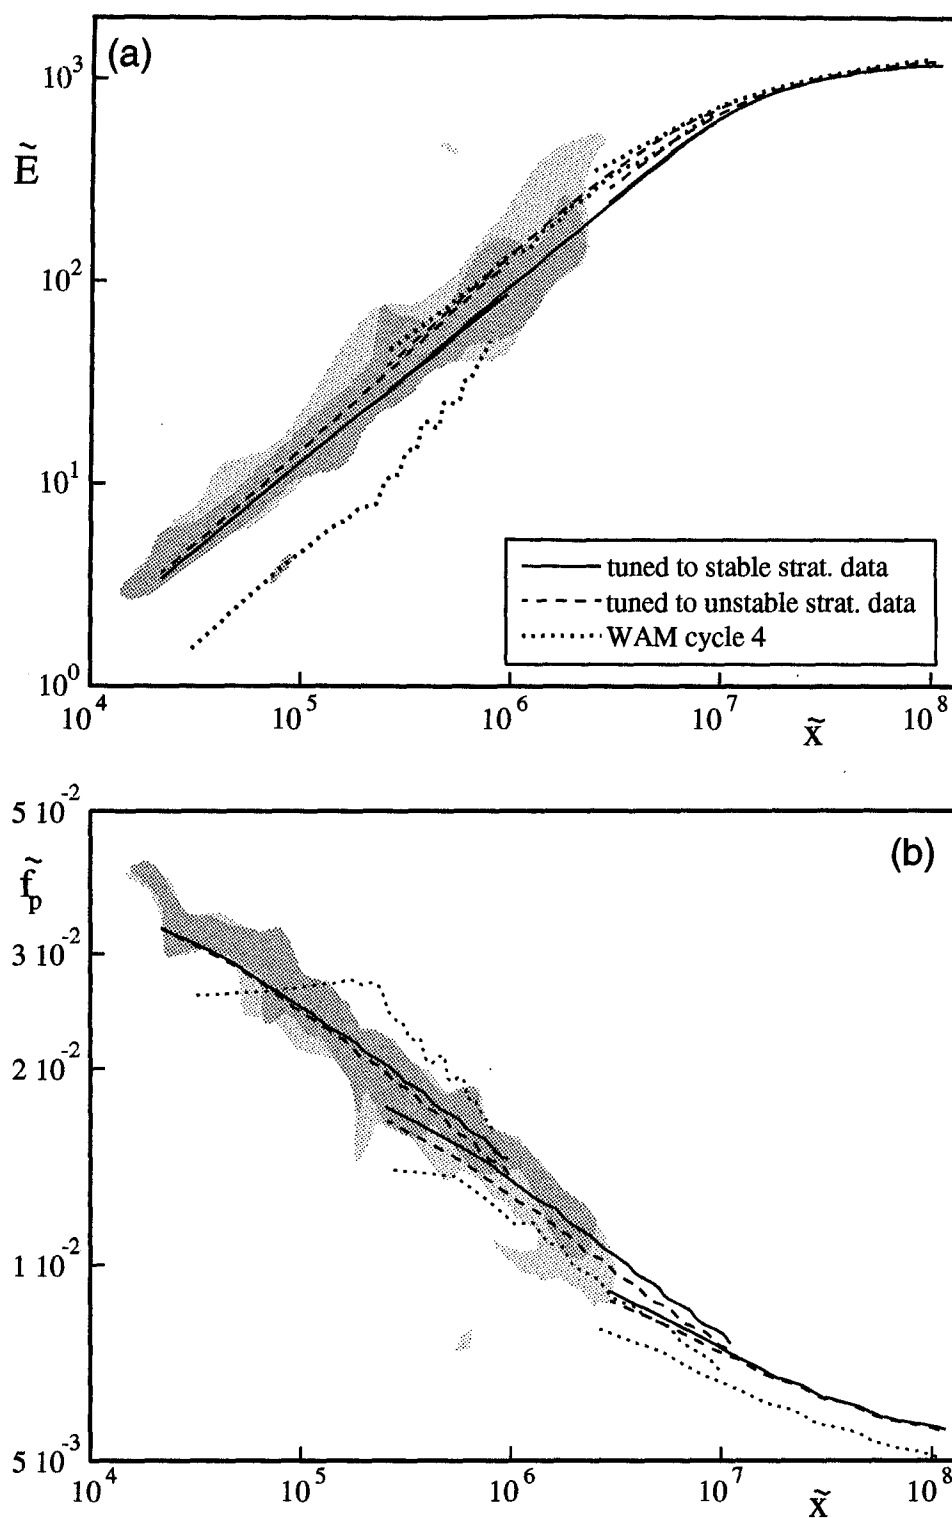 (a)
10³
Ẽ
10²
10¹
10⁰
tuned to stable strat. data
tuned to unstable strat. data
WAM cycle 4
10⁴ 10⁵ 10⁶ 10⁷ 10⁸
x̃
5 10⁻²
(b)
f̃ₚ
3 10⁻²
2 10⁻²
1 10⁻²
5 10⁻³
10⁴ 10⁵ 10⁶ 10⁷ 10⁸
x̃